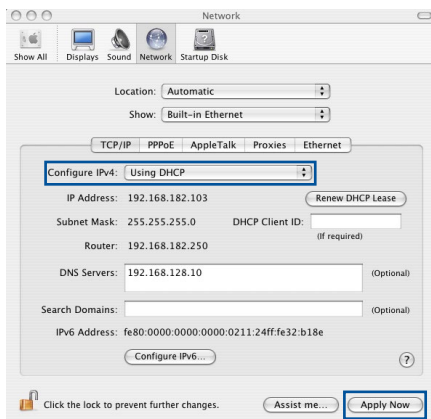 Network
Show All Displays Sound Network Startup Disk
Location: Automatic
Show: Built-in Ethernet
TCP/IP PPPoE AppleTalk Proxies Ethernet
Configure IPv4: Using DHCP
IP Address: 192.168.182.103 Renew DHCP Lease
Subnet Mask: 255.255.255.0 DHCP Client ID:
(If required)
Router: 192.168.182.250
DNS Servers: 192.168.128.10 (Optional)
Search Domains: (Optional)
IPv6 Address: fe80:0000:0000:0000:0211:24ff:fe32:b18e
Configure IPv6... ?
Click the lock to prevent further changes. Assist me... Apply Now